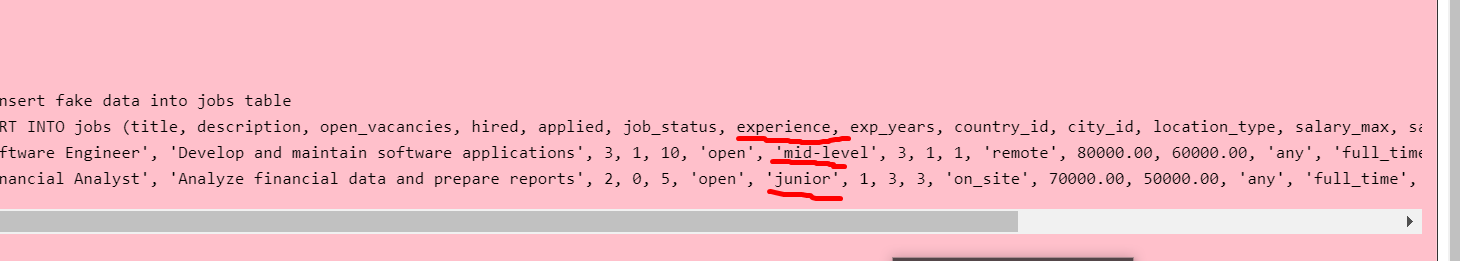 nsert fake data into jobs table
RT INTO jobs (title, description, open_vacancies, hired, applied, job_status, experience, exp_years, country_id, city_id, location_type, salary_max, sa
ftware Engineer', 'Develop and maintain software applications', 3, 1, 10, 'open', 'mid-level', 3, 1, 1, 'remote', 80000.00, 60000.00, 'any', 'full_time
nancial Analyst', 'Analyze financial data and prepare reports', 2, 0, 5, 'open', 'junior', 1, 3, 3, 'on_site', 70000.00, 50000.00, 'any', 'full_time',